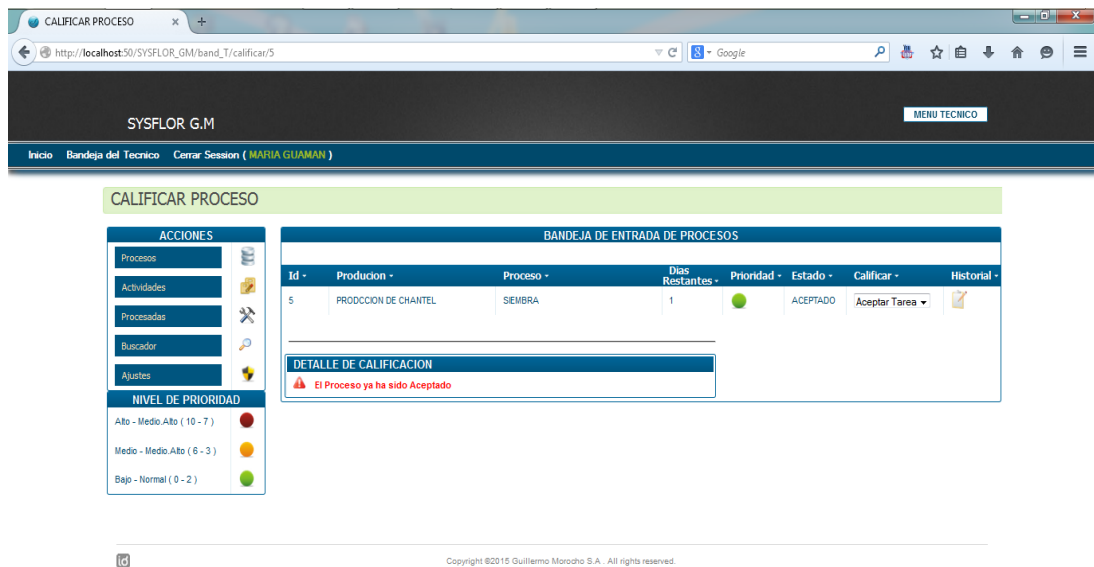 CALIFICAR PROCESO
http://localhost:50/SYSFLOR_GM/band_T/calificar/5
Google
SYSFLOR G.M
MENU TECNICO
Inicio Bandeja del Tecnico Cerrar Session ( MARIA GUAMAN )
CALIFICAR PROCESO
ACCIONES
Procesos
Actividades
Procesadas
Buscador
Ajustes
NIVEL DE PRIORIDAD
Alto - Medio.Alto ( 10 - 7 )
Medio - Medio.Alto ( 6 - 3 )
Bajo - Normal ( 0 - 2 )
BANDEJA DE ENTRADA DE PROCESOS
Id Producion Proceso Dias Restantes Prioridad Estado Calificar Historial
5 PRODCCION DE CHANTEL SIEMBRA 1 ACEPTADO Aceptar Tarea
DETALLE DE CALIFICACION
El Proceso ya ha sido Aceptado
Copyright ©2015 Guillermo Morocho S.A . All rights reserved.